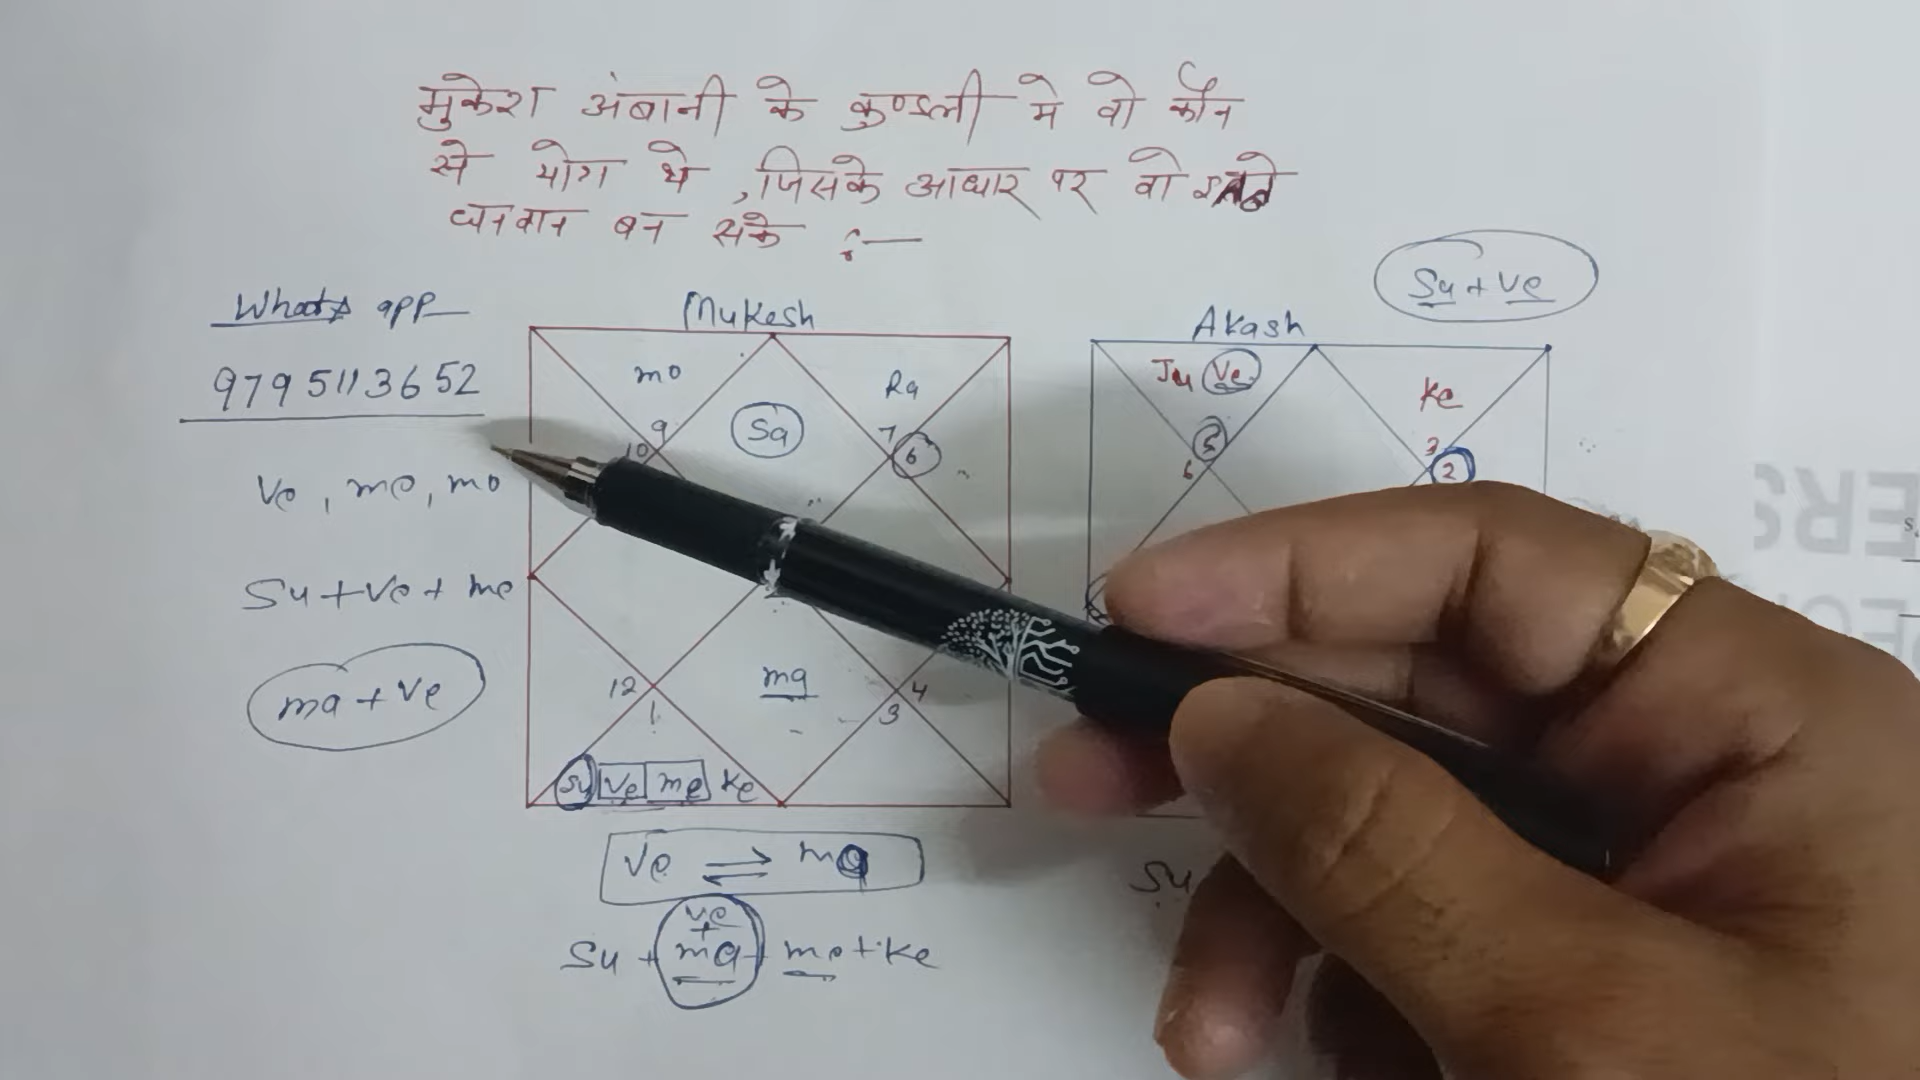 मुकेश अंबानी के कुण्डली मे वो कौन
से योग थे ,जिसके आधार पर वो इतने
धनवान बन सके :—
Whats app
9795113652
Ve, me, mo
Su+Ve+me
ma+Ve
Mukesh
mo
Sa
Ra
9
10
7
6
12
1
ma
4
3
Su Ve me Ke
Ve ⇌ ma
Ve
+
Su + ma + me + Ke
Su + Ve
Akash
Ju Ve
Ke
5
6
3
2
Su
ERS